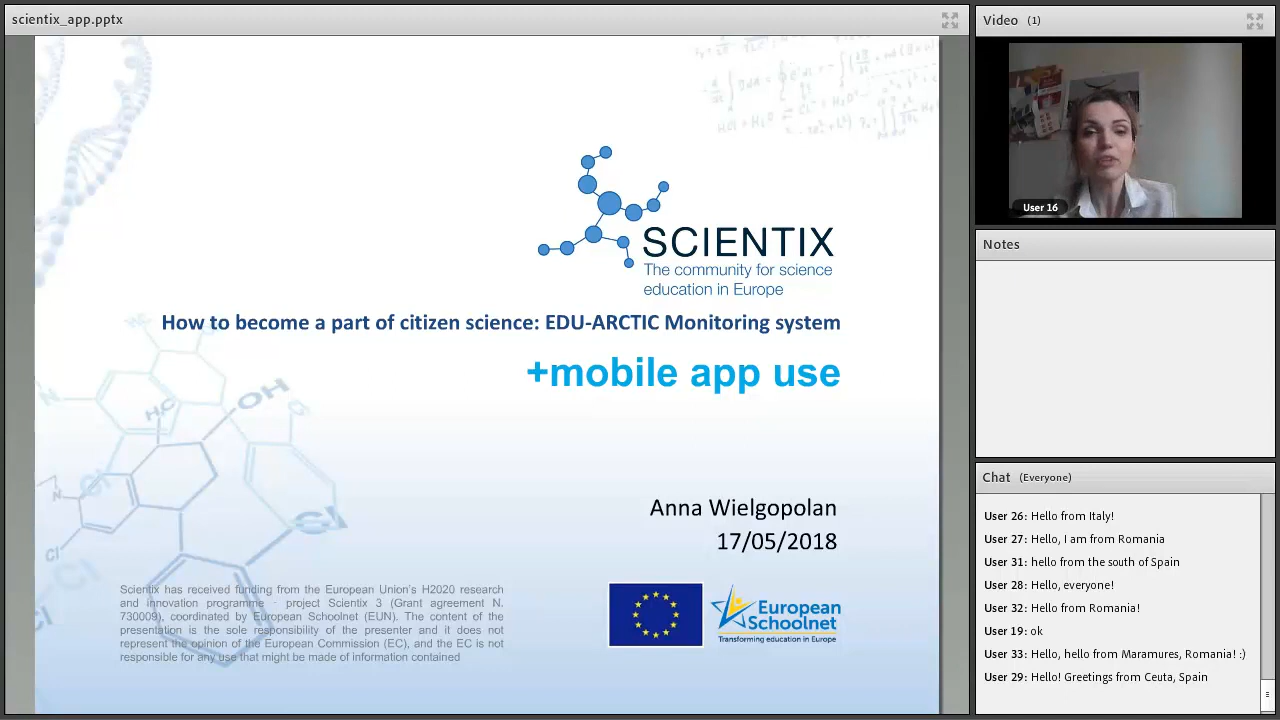 scientix_app.pptx
SCIENTIX
The community for science
education in Europe
How to become a part of citizen science: EDU-ARCTIC Monitoring system
+mobile app use
Anna Wielgopolan
17/05/2018
Scientix has received funding from the European Union's H2020 research
and innovation programme - project Scientix 3 (Grant agreement N.
730009), coordinated by European Schoolnet (EUN). The content of the
presentation is the sole responsibility of the presenter and it does not
represent the opinion of the European Commission (EC), and the EC is not
responsible for any use that might be made of information contained
European
Schoolnet
Transforming education in Europe
OH
H₃C
N
Cl
Cl
Video (1)
User 16
Notes
Chat (Everyone)
User 26: Hello from Italy!
User 27: Hello, I am from Romania
User 31: hello from the south of Spain
User 28: Hello, everyone!
User 32: Hello from Romania!
User 19: ok
User 33: Hello, hello from Maramures, Romania! :)
User 29: Hello! Greetings from Ceuta, Spain